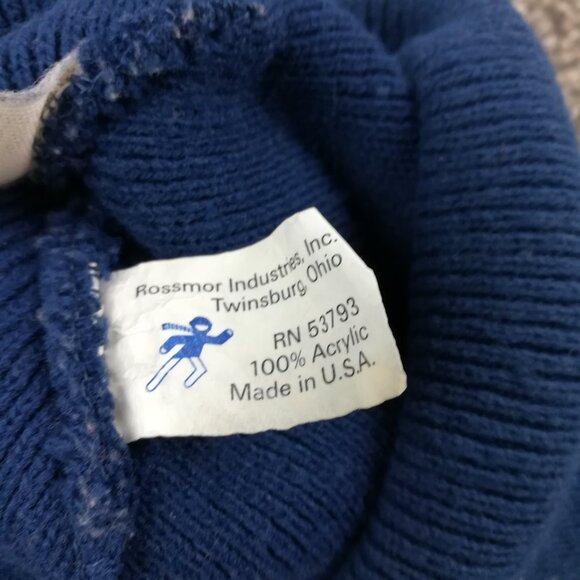 Rossmor Industries, Inc.
Twinsburg, Ohio
RN 53793
100% Acrylic
Made in U.S.A.